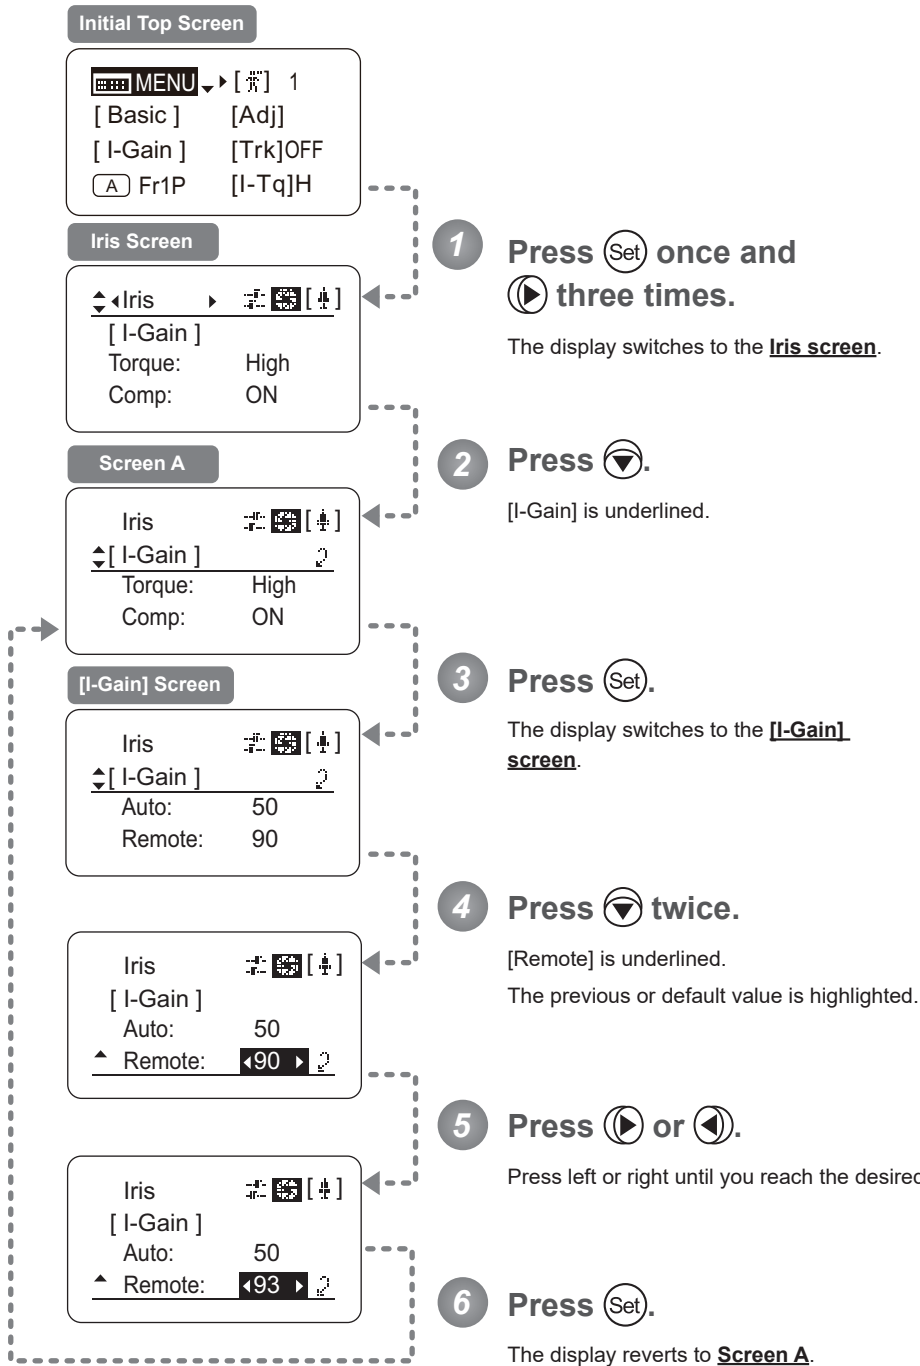 Initial Top Screen
MENU [ ] 1
[ Basic ] [Adj]
[ I-Gain ] [Trk]OFF
A Fr1P [I-Tq]H
Iris Screen
Iris [ ]
[ I-Gain ]
Torque: High
Comp: ON
1 Press Set once and
three times.
The display switches to the Iris screen.
Screen A
Iris [ ]
[ I-Gain ]
Torque: High
Comp: ON
2 Press .
[I-Gain] is underlined.
[I-Gain] Screen
Iris [ ]
[ I-Gain ]
Auto: 50
Remote: 90
3 Press Set.
The display switches to the [I-Gain]
screen.
Iris [ ]
[ I-Gain ]
Auto: 50
Remote: 90
4 Press twice.
[Remote] is underlined.
The previous or default value is highlighted.
Iris [ ]
[ I-Gain ]
Auto: 50
Remote: 93
5 Press or .
Press left or right until you reach the desired
6 Press Set.
The display reverts to Screen A.